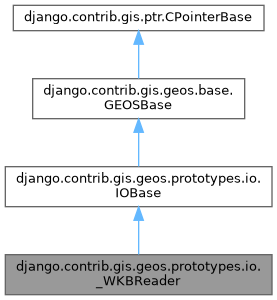 django.contrib.gis.ptr.CPointerBase
django.contrib.gis.geos.base.
GEOSBase
django.contrib.gis.geos.prototypes.io.
IOBase
django.contrib.gis.geos.prototypes.io.
_WKBReader